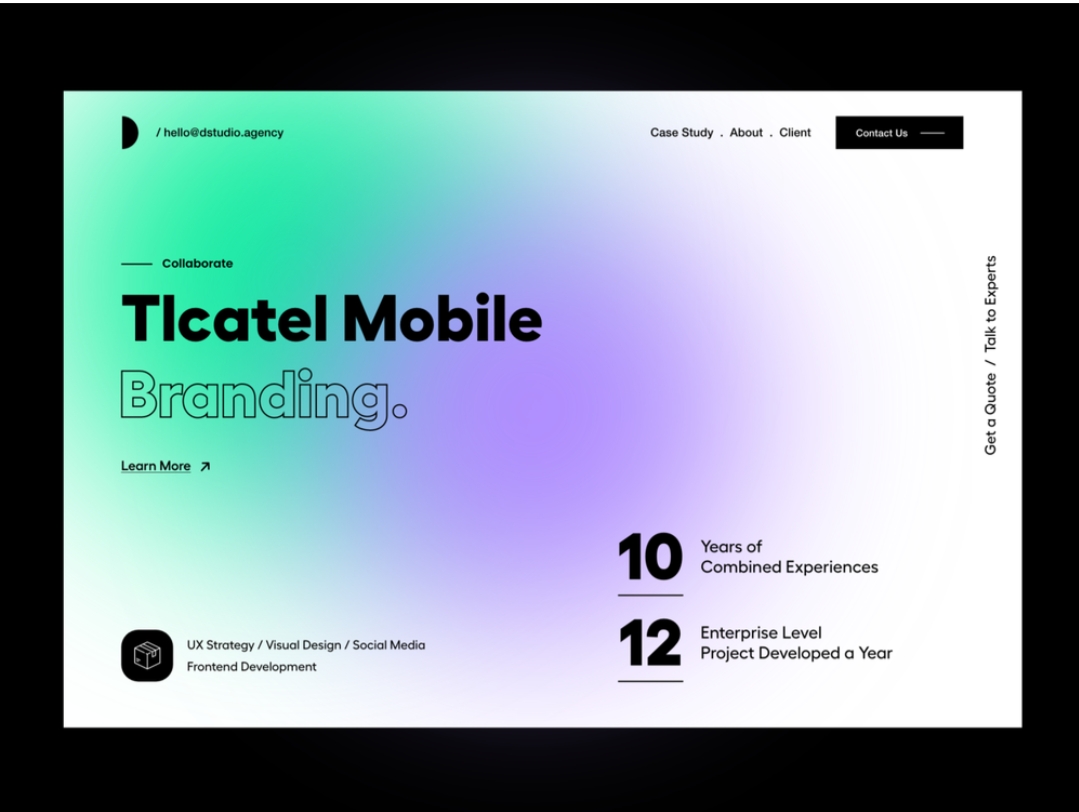 / hello@dstudio.agency
Case Study . About . Client
Contact Us
Collaborate
Tlcatel Mobile
Branding.
Learn More
Get a Quote / Talk to Experts
10
Years of
Combined Experiences
12
Enterprise Level
Project Developed a Year
UX Strategy / Visual Design / Social Media
Frontend Development